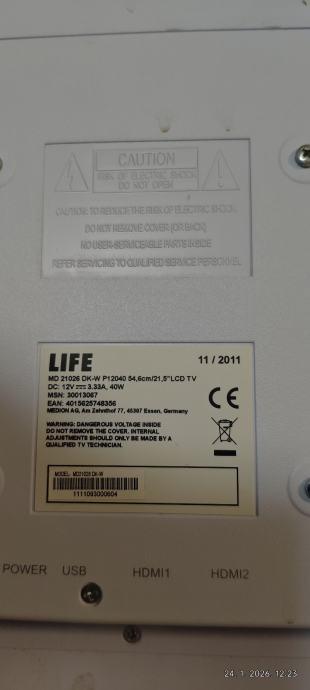 CAUTION
RISK OF ELECTRIC SHOCK
DO NOT OPEN
CAUTION: TO REDUCE THE RISK OF ELECTRIC SHOCK,
DO NOT REMOVE COVER (OR BACK)
NO USER-SERVICEABLE PARTS INSIDE
REFER SERVICING TO QUALIFIED SERVICE PERSONNEL
LIFE
11 / 2011
MD 21026 DK-W P12040 54,6cm/21,5"LCD TV
DC: 12V ⎓ 3.33A, 40W
MSN: 30013067
EAN: 4015625748356
MEDION AG, Am Zehnthof 77, 45307 Essen, Germany
CE
WARNING: DANGEROUS VOLTAGE INSIDE
DO NOT REMOVE THE COVER. INTERNAL
ADJUSTMENTS SHOULD ONLY BE MADE BY A
QUALIFIED TV TECHNICIAN.
MODEL: MD21026 DK-W
1111093000604
POWER USB HDMI1 HDMI2
24. 1. 2026 12:23